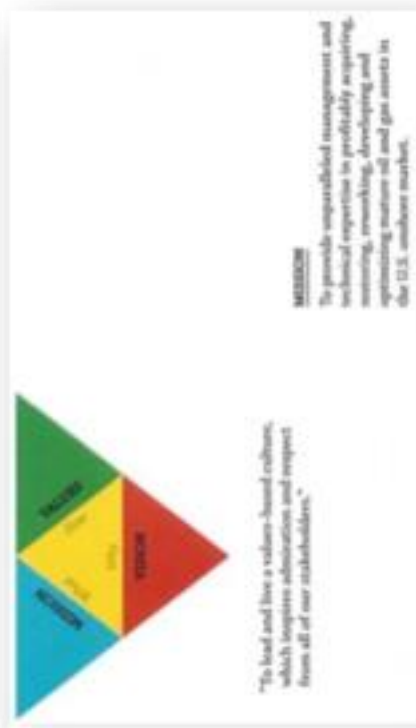 MISSION
VALUES
VISION
"To lead and live a values-based culture,
which inspires admiration and respect
from all of our stakeholders."
MISSION
To provide unparalleled management and
technical expertise in profitably acquiring,
restoring, reworking, developing and
optimizing mature oil and gas assets in
the U.S. onshore market.